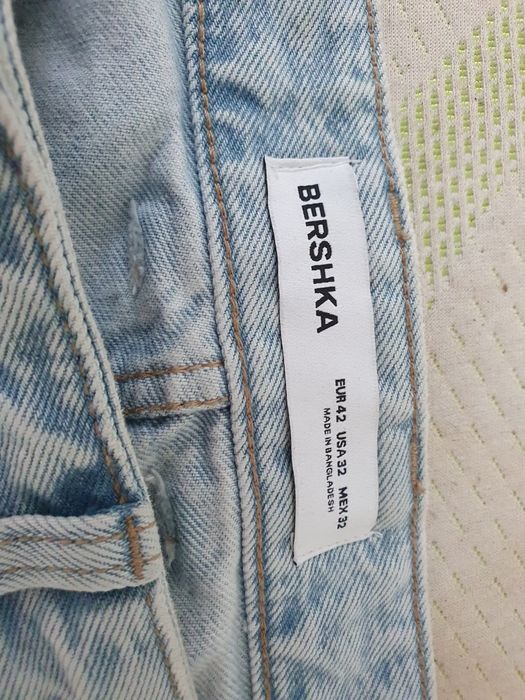 BERSHKA
EUR 42 USA 32 MEX 32
MADE IN BANGLADESH